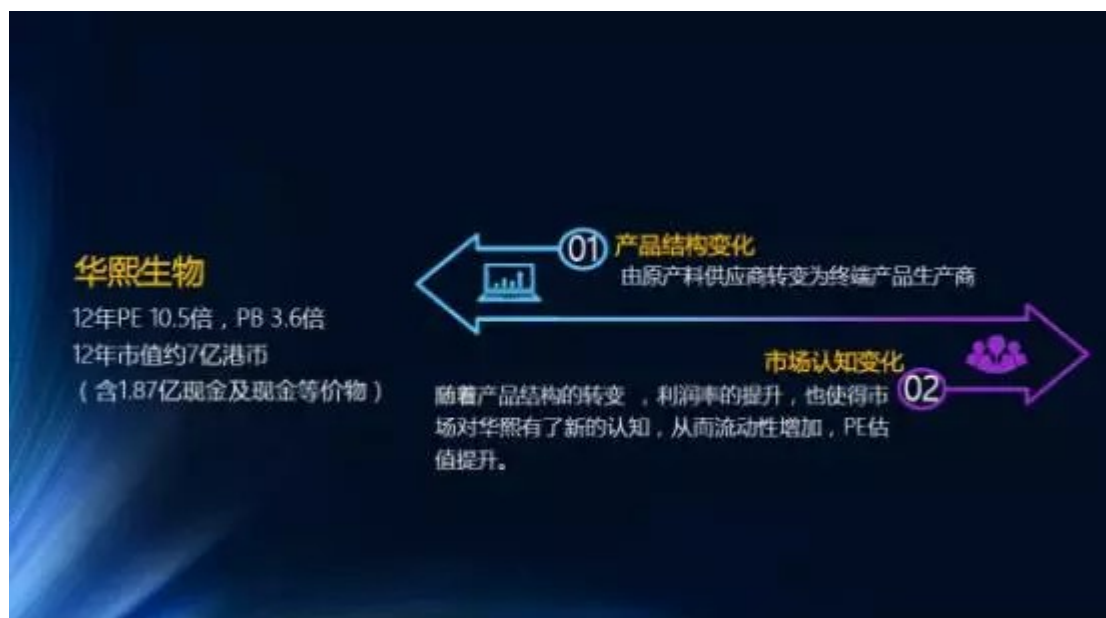 华熙生物
12年PE 10.5倍，PB 3.6倍
12年市值约7亿港币
（含1.87亿现金及现金等价物）
01
产品结构变化
由原产料供应商转变为终端产品生产商
市场认知变化
02
随着产品结构的转变 ，利润率的提升，也使得市
场对华熙有了新的认知，从而流动性增加，PE估
值提升。